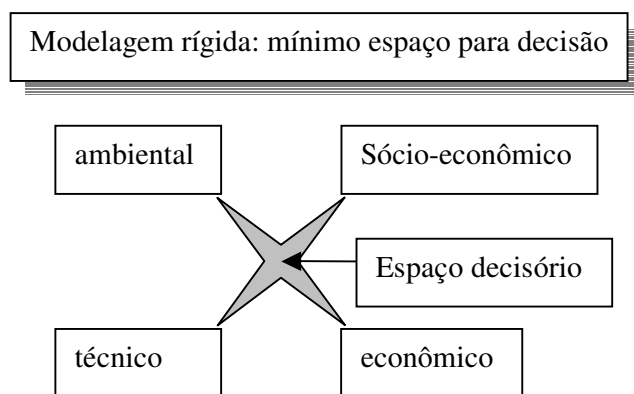 Modelagem rígida: mínimo espaço para decisão
ambiental
Sócio-econômico
Espaço decisório
técnico
econômico